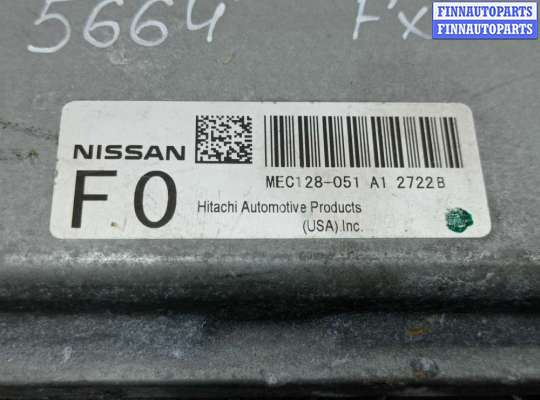 5664 Fx
FINNAUTOPARTS
FINNAUTOPARTS
NISSAN
F0
MEC128-051 A1 2722B
Hitachi Automotive Products
(USA).Inc.